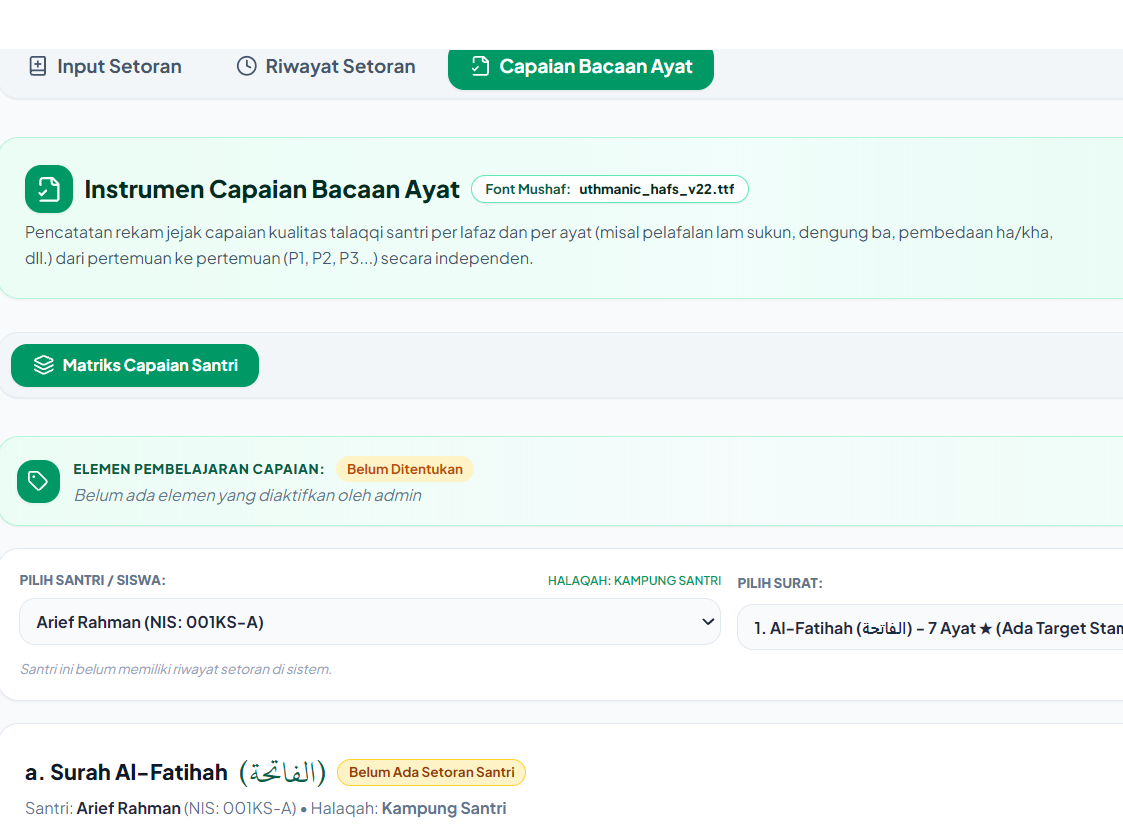 Input Setoran
Riwayat Setoran
Capaian Bacaan Ayat
Instrumen Capaian Bacaan Ayat
Font Mushaf: uthmanic_hafs_v22.ttf
Pencatatan rekam jejak capaian kualitas talaqqi santri per lafaz dan per ayat (misal pelafalan lam sukun, dengung ba, pembedaan ha/kha,
dll.) dari pertemuan ke pertemuan (P1, P2, P3...) secara independen.
Matriks Capaian Santri
ELEMEN PEMBELAJARAN CAPAIAN: Belum Ditentukan
Belum ada elemen yang diaktifkan oleh admin
PILIH SANTRI / SISWA:
HALAQAH: KAMPUNG SANTRI
Arief Rahman (NIS: 001KS-A)
Santri ini belum memiliki riwayat setoran di sistem.
PILIH SURAT:
1. Al-Fatihah (الفاتحة) - 7 Ayat ★ (Ada Target Stam
a. Surah Al-Fatihah (الفاتحة) Belum Ada Setoran Santri
Santri: Arief Rahman (NIS: 001KS-A) • Halaqah: Kampung Santri